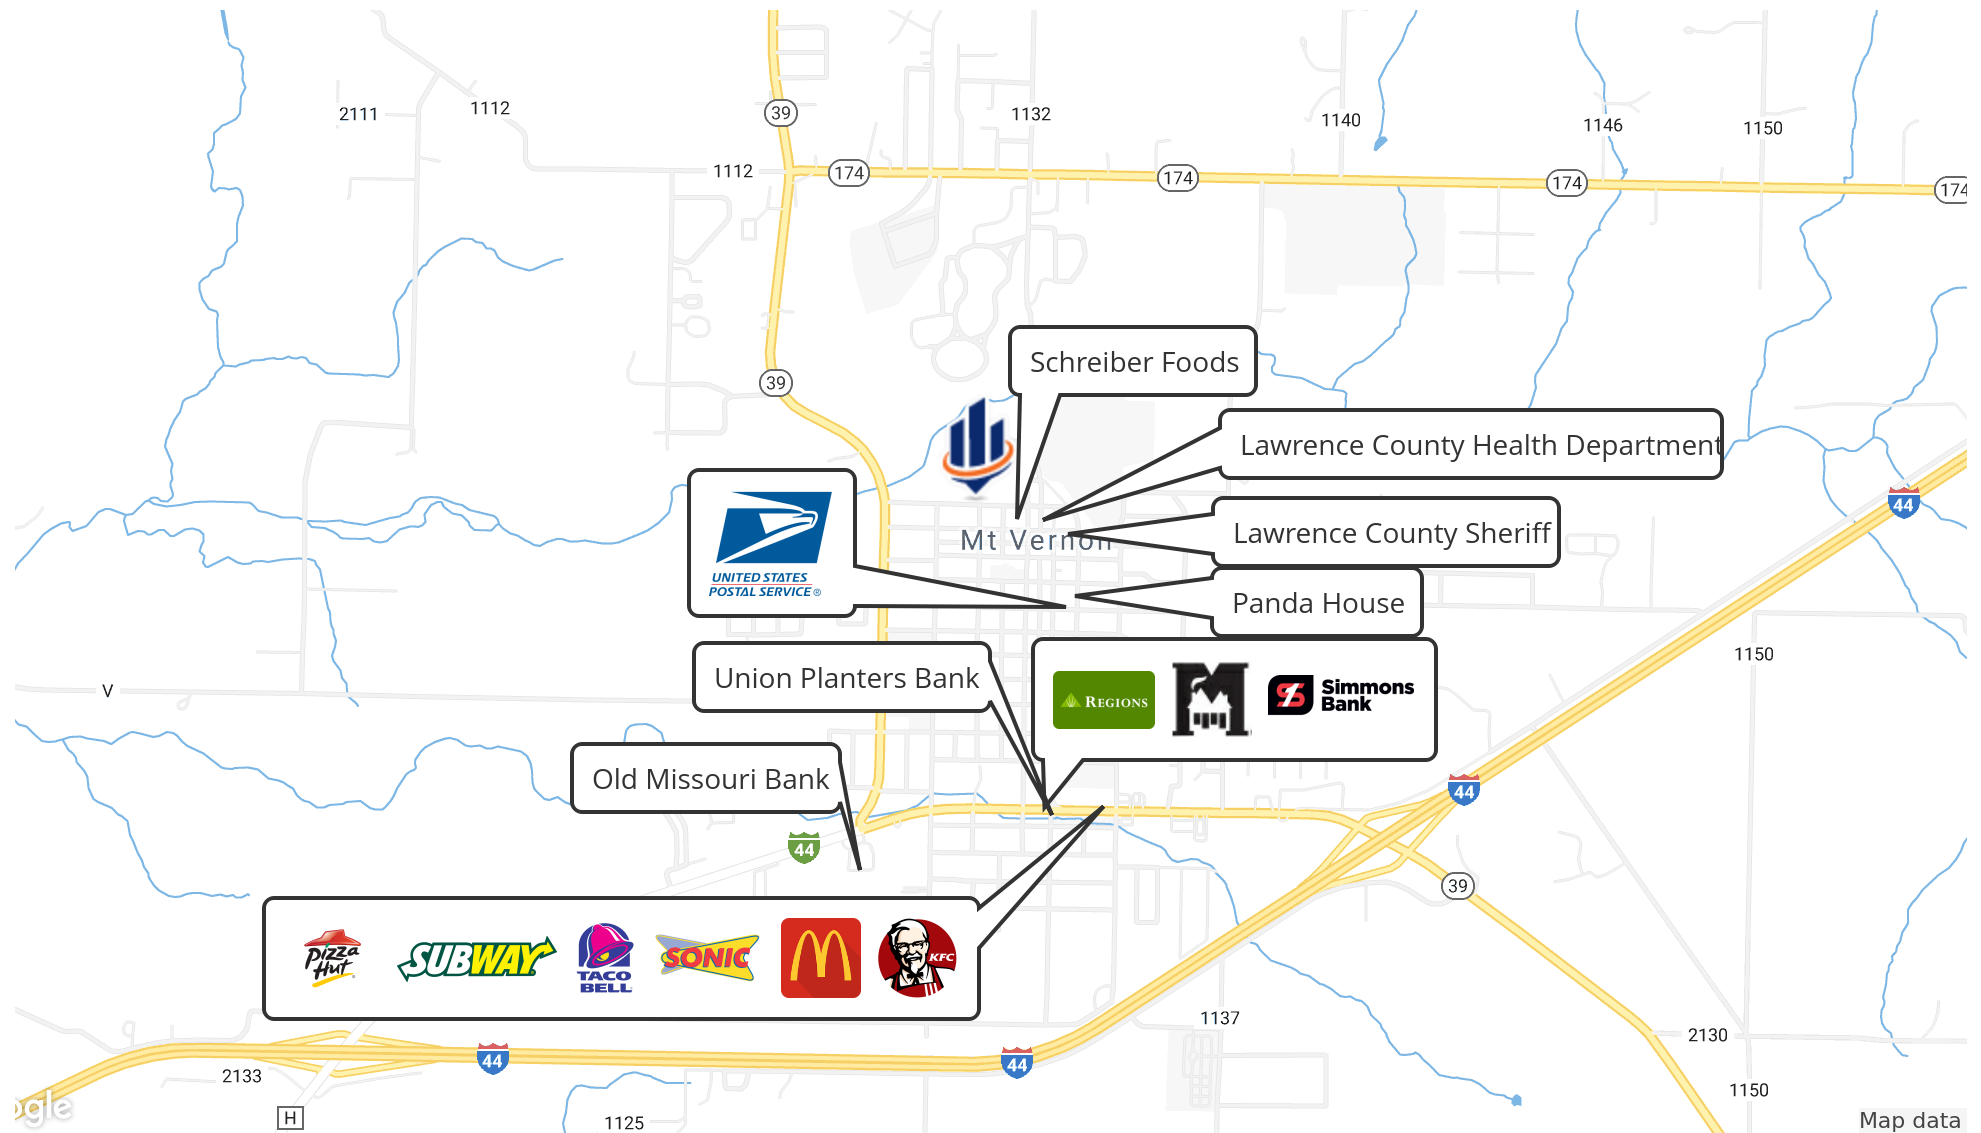 39
2111
1112
1132
1140
1146
1150
1112
174
174
174
174
Schreiber Foods
39
Lawrence County Health Department
44
UNITED STATES
POSTAL SERVICE®
Mt Vernon
Lawrence County Sheriff
Panda House
1150
V
Union Planters Bank
REGIONS
M
Simmons
Bank
Old Missouri Bank
44
44
39
Pizza
Hut
SUBWAY
TACO
BELL
SONIC
M
KFC
1137
2130
44
44
2133
1150
ogle
H
1125
Map data